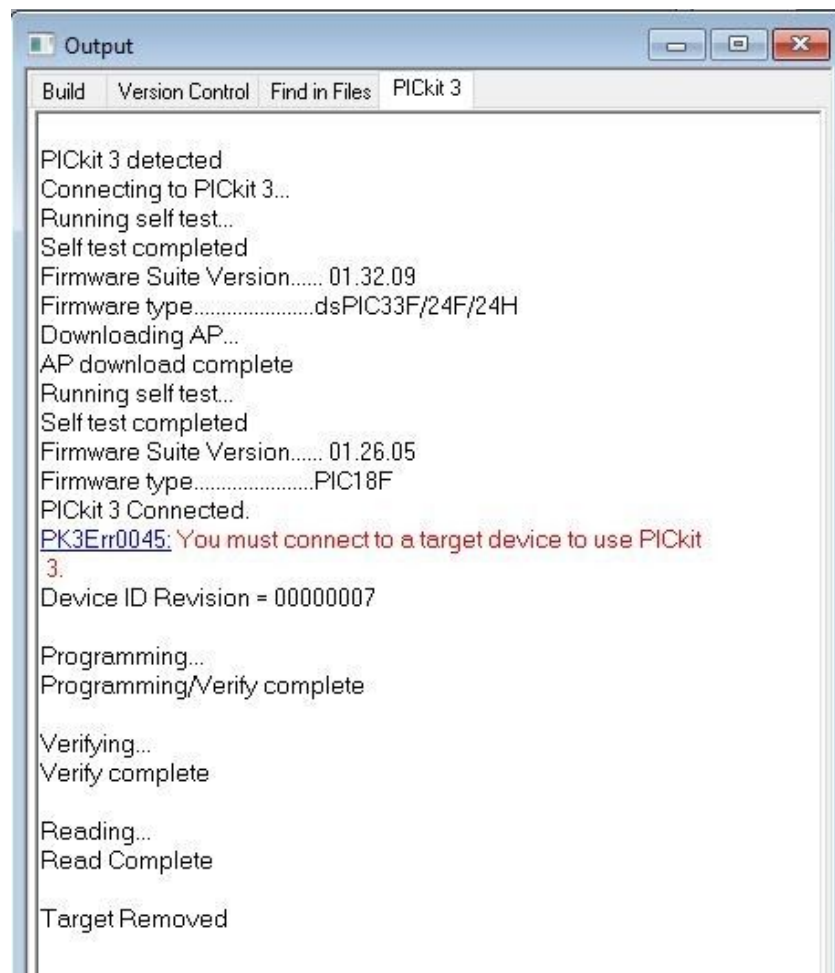 Output
Build Version Control Find in Files PICkit 3
PICkit 3 detected
Connecting to PICkit 3...
Running self test...
Self test completed
Firmware Suite Version...... 01.32.09
Firmware type......................dsPIC33F/24F/24H
Downloading AP...
AP download complete
Running self test...
Self test completed
Firmware Suite Version...... 01.26.05
Firmware type......................PIC18F
PICkit 3 Connected.
PK3Err0045: You must connect to a target device to use PICkit
3.
Device ID Revision = 00000007
Programming...
Programming/Verify complete
Verifying...
Verify complete
Reading...
Read Complete
Target Removed